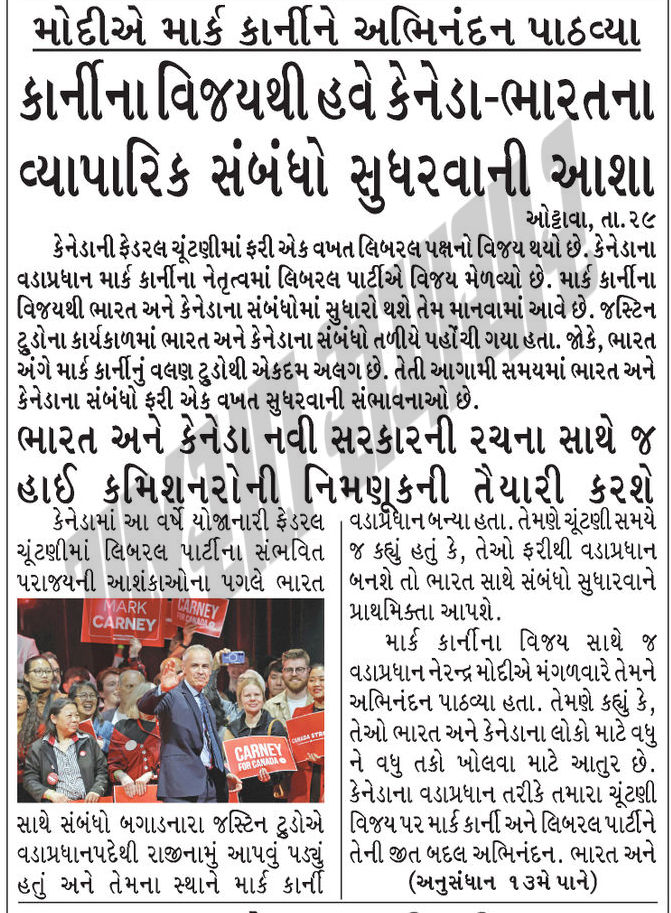 મોદીએ માર્ક કાર્નીને અભિનંદન પાઠવ્યા
કાર્નીના વિજયથી હવે કેનેડા-ભારતના
વ્યાપારિક સંબંધો સુધરવાની આશા
ઓટ્ટાવા, તા.૨૯
કેનેડાની ફેડરલ ચૂંટણીમાં ફરી એક વખત લિબરલ પક્ષનો વિજય થયો છે. કેનેડાના
વડાપ્રધાન માર્ક કાર્નીના નેતૃત્વમાં લિબરલ પાર્ટીએ વિજય મેળવ્યો છે. માર્ક કાર્નીના
વિજયથી ભારત અને કેનેડાના સંબંધોમાં સુધારો થશે તેમ માનવામાં આવે છે. જસ્ટિન
ટ્રુડોના કાર્યકાળમાં ભારત અને કેનેડાના સંબંધો તળીયે પહોંચી ગયા હતા. જોકે, ભારત
અંગે માર્ક કાર્નીનું વલણ ટ્રુડોથી એકદમ અલગ છે. તેતી આગામી સમયમાં ભારત અને
કેનેડાના સંબંધો ફરી એક વખત સુધરવાની સંભાવનાઓ છે.
ભારત અને કેનેડા નવી સરકારની રચના સાથે જ
હાઈ કમિશનરોની નિમણૂકની તૈયારી કરશે
કેનેડામાં આ વર્ષે યોજાનારી ફેડરલ
ચૂંટણીમાં લિબરલ પાર્ટીના સંભવિત
પરાજયની આશંકાઓના પગલે ભારત
MARK
CARNEY
CARNEY
FOR CANADA
CARNEY
FOR CANADA
CANADA STRO
સાથે સંબંધો બગાડનારા જસ્ટિન ટ્રુડોએ
વડાપ્રધાનપદેથી રાજીનામું આપવું પડ્યું
હતું અને તેમના સ્થાને માર્ક કાર્ની
વડાપ્રધાન બન્યા હતા. તેમણે ચૂંટણી સમયે
જ કહ્યું હતું કે, તેઓ ફરીથી વડાપ્રધાન
બનશે તો ભારત સાથે સંબંધો સુધારવાને
પ્રાથમિક્તા આપશે.
માર્ક કાર્નીના વિજય સાથે જ
વડાપ્રધાન નેરન્દ્ર મોદીએ મંગળવારે તેમને
અભિનંદન પાઠવ્યા હતા. તેમણે કહ્યું કે,
તેઓ ભારત અને કેનેડાના લોકો માટે વધુ
ને વધુ તકો ખોલવા માટે આતુર છે.
કેનેડાના વડાપ્રધાન તરીકે તમારા ચૂંટણી
વિજય પર માર્ક કાર્ની અને લિબરલ પાર્ટીને
તેની જીત બદલ અભિનંદન. ભારત અને
(અનુસંધાન ૧૩મે પાને)